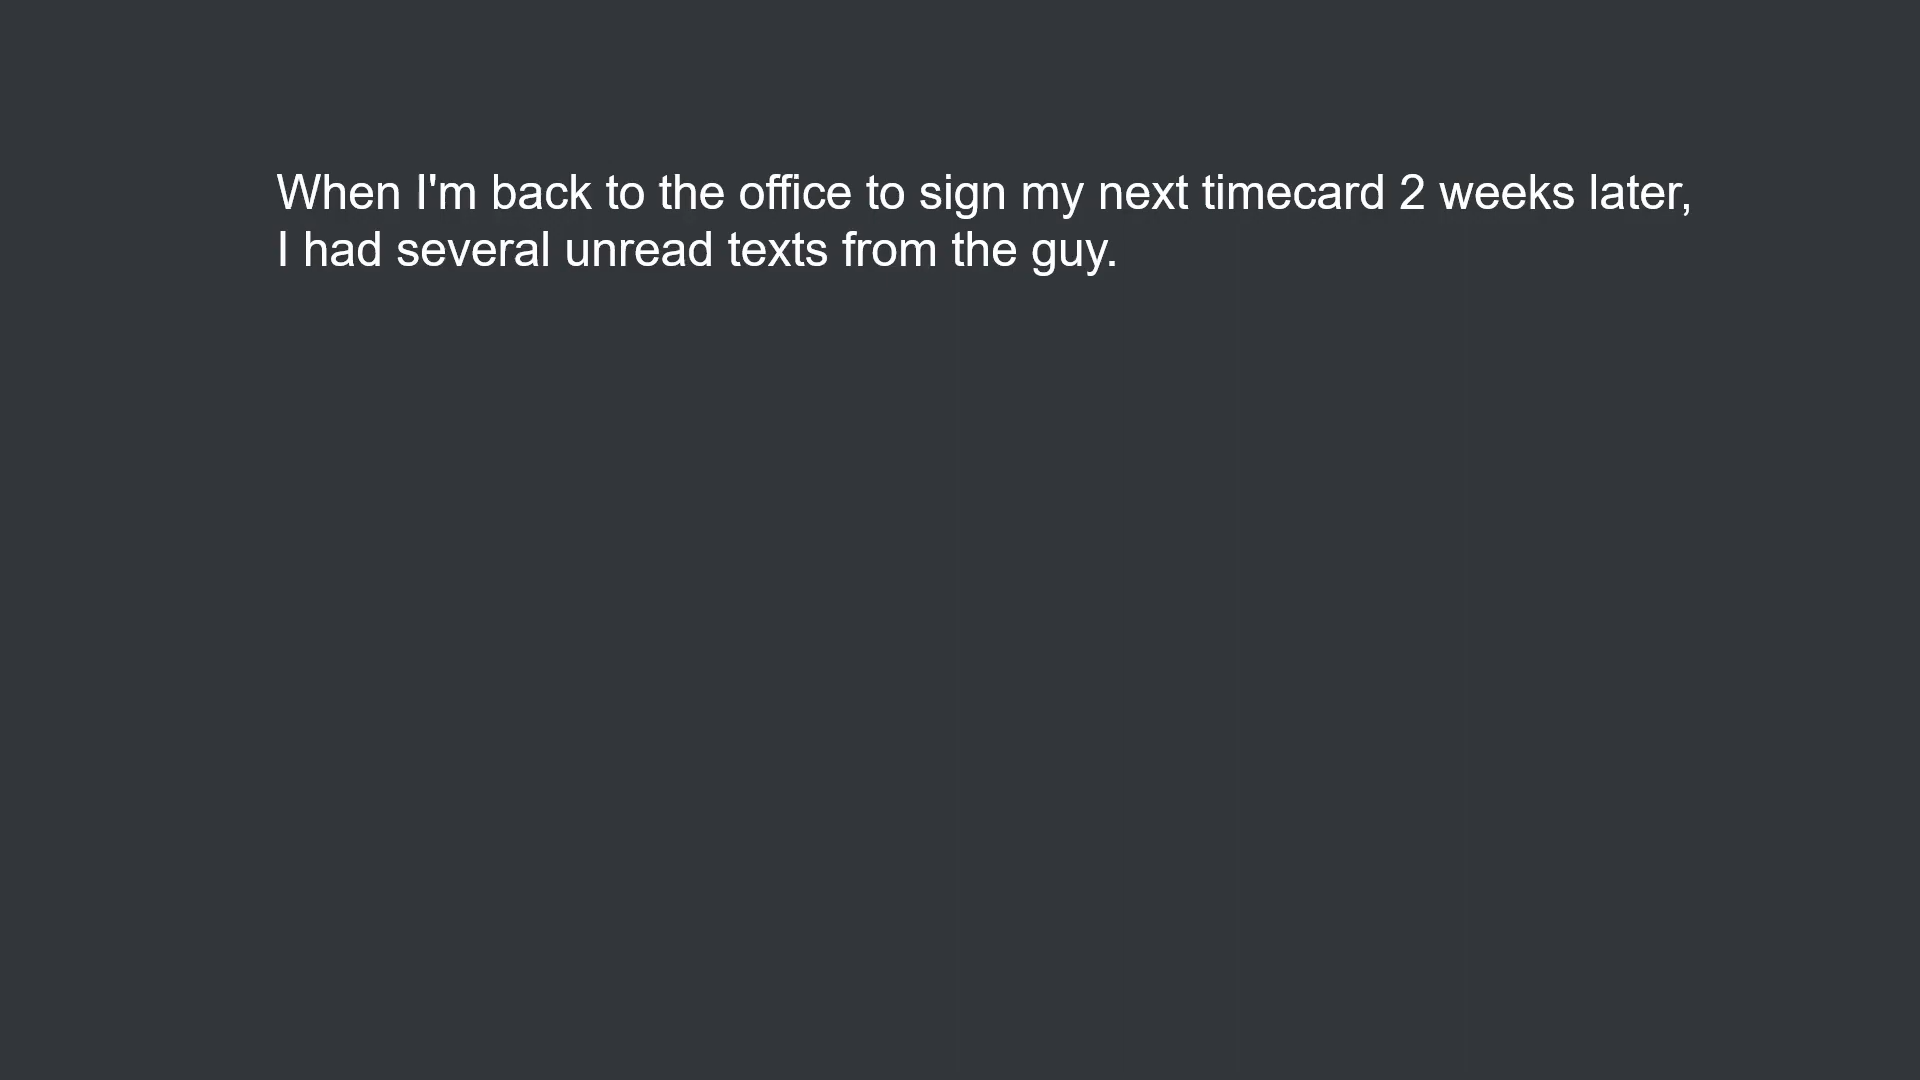 When I'm back to the office to sign my next timecard 2 weeks later,
I had several unread texts from the guy.